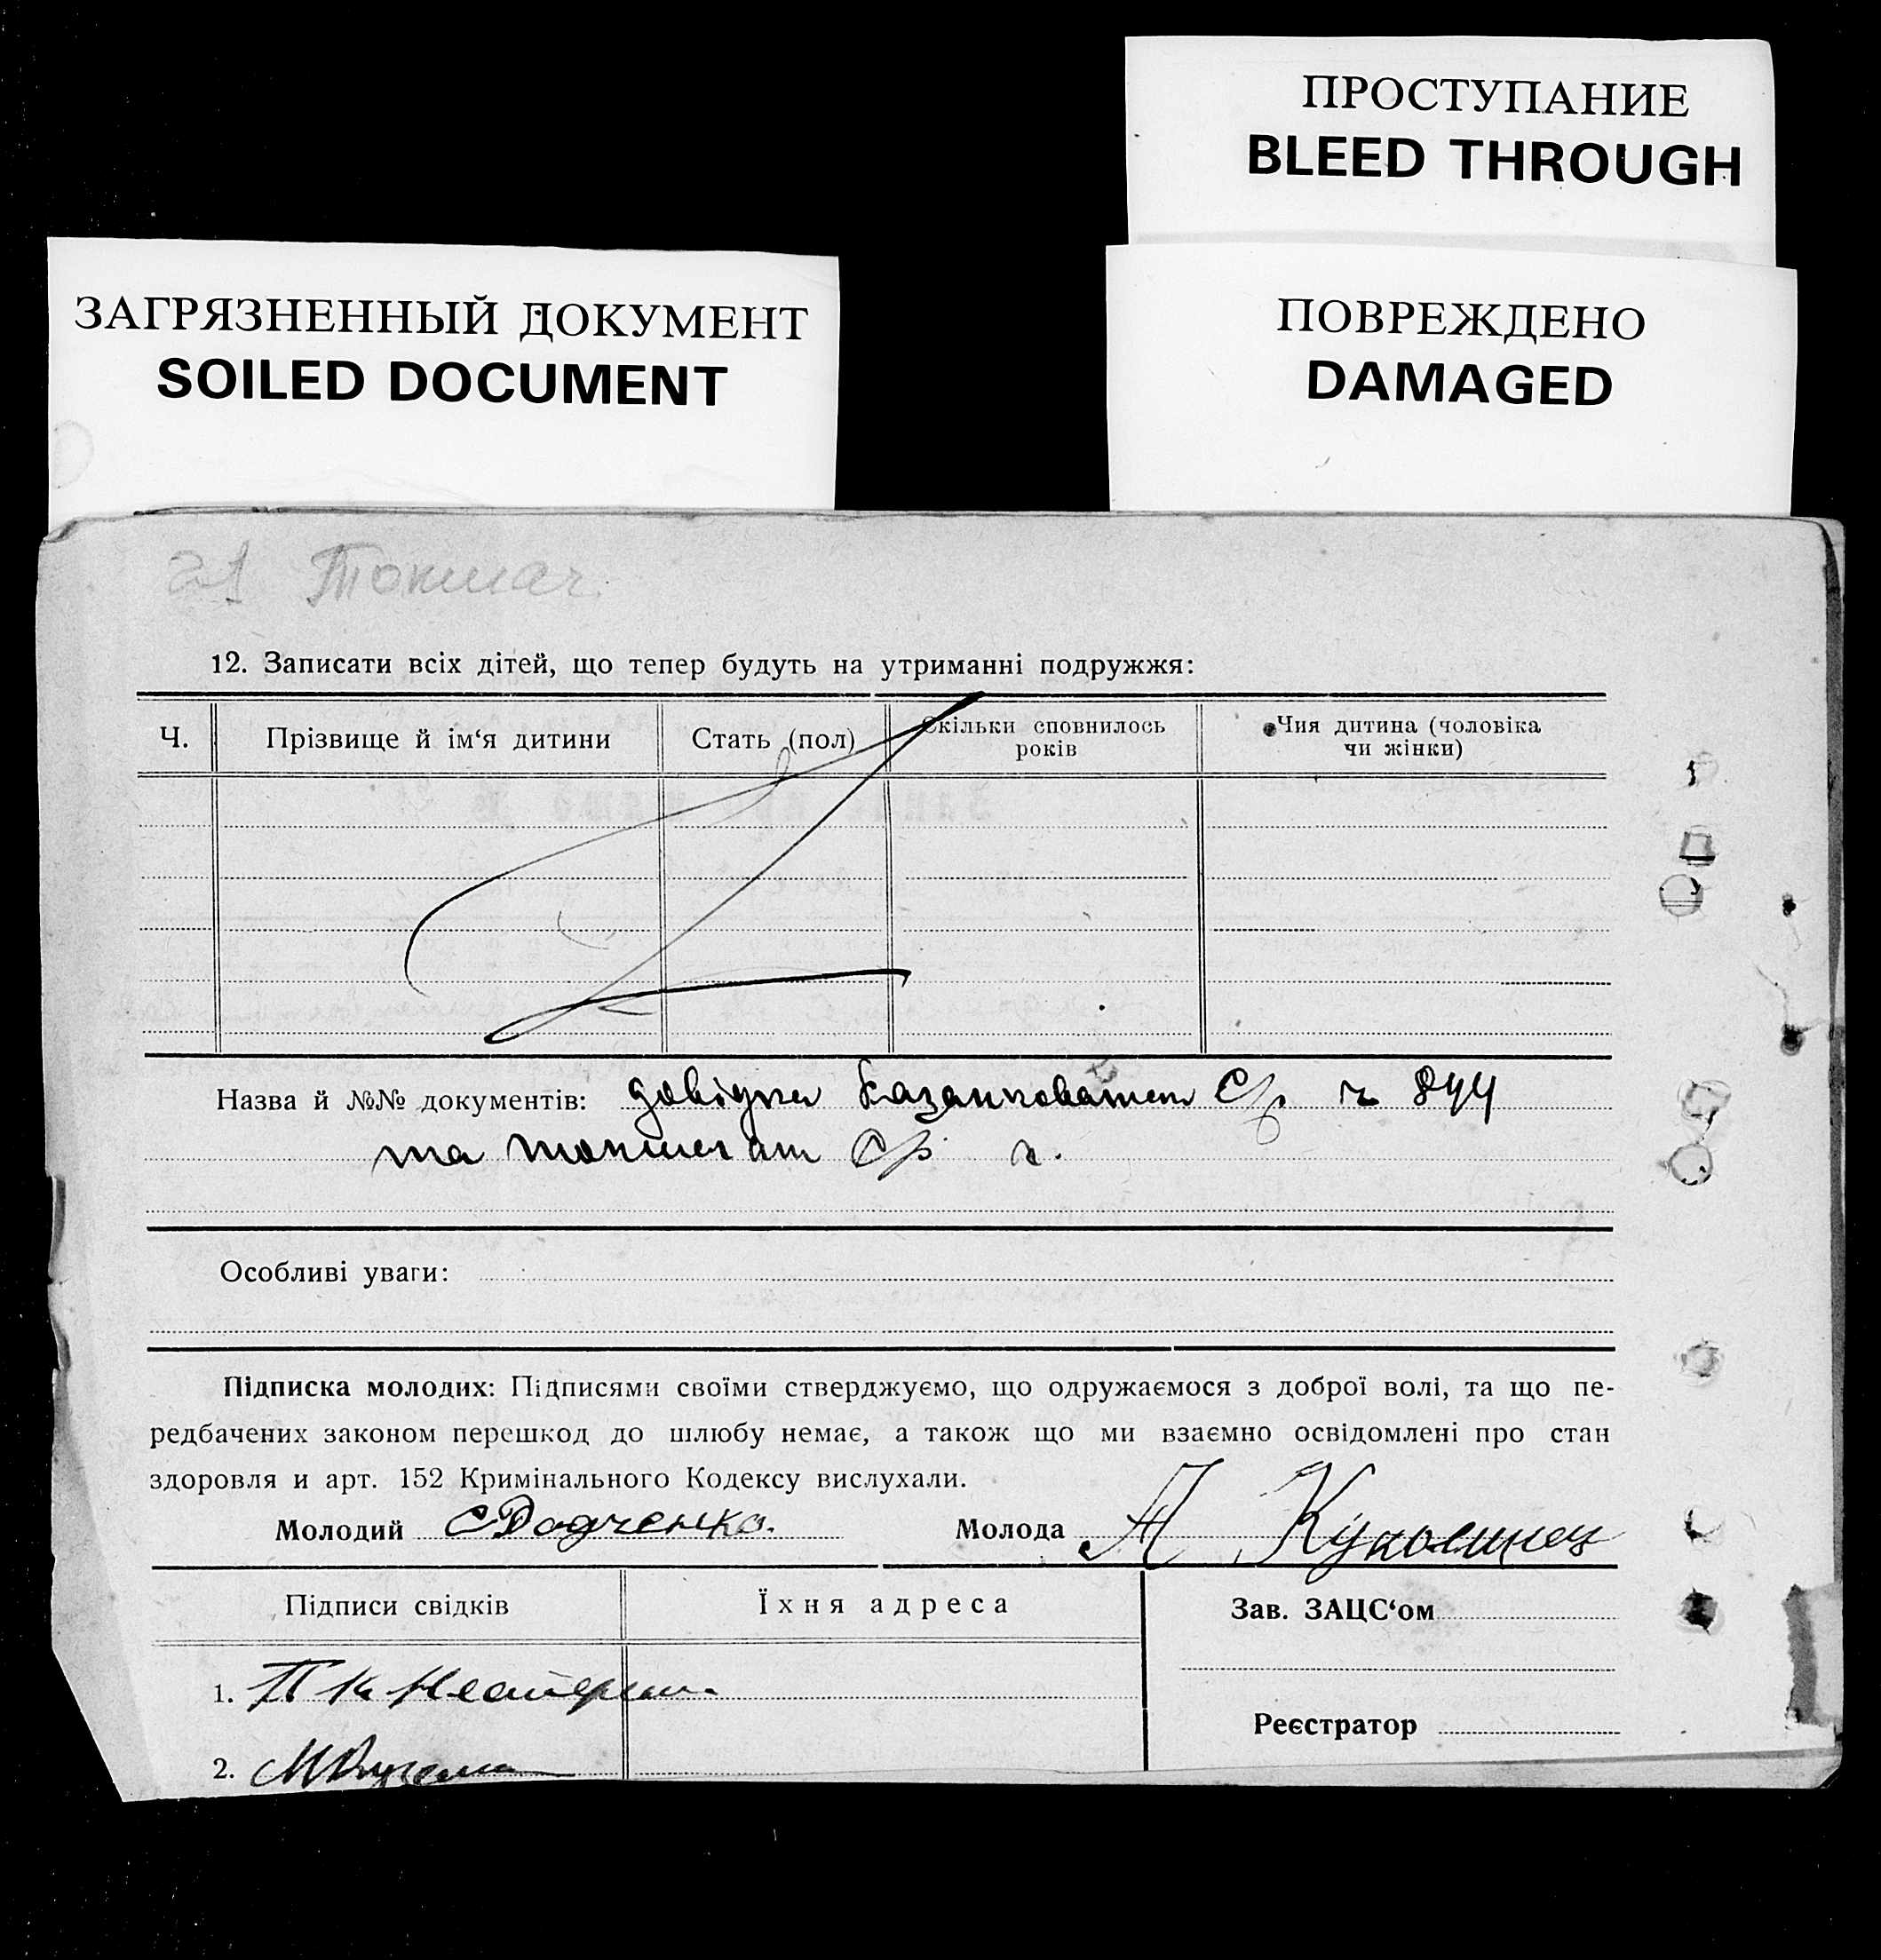 ПРОСТУПАНИЕ
BLEED THROUGH
ЗАГРЯЗНЕННЫЙ ДОКУМЕНТ
SOILED DOCUMENT
ПОВРЕЖДЕНО
DAMAGED
21 Токмач
12. Записати всіх дітей, що тепер будуть на утриманні подружжя:
Ч. Прізвище й ім‘я дитини Стать (пол) Скільки сповнилось років Чия дитина (чоловіка чи жінки)
Назва й №№ документів: довідка С/р ч 844
та С/р ч.
Особливі уваги:
Підписка молодих: Підписями своїми стверджуємо, що одружаємося з доброї волі, та що пе-
редбачених законом перешкод до шлюбу немає, а також що ми взаємно освідомлені про стан
здоровля и арт. 152 Кримінального Кодексу вислухали.
Молодий Молода А
Підписи свідків Їхня адреса Зав. ЗАЦС‘ом
1.
Реєстратор
2.